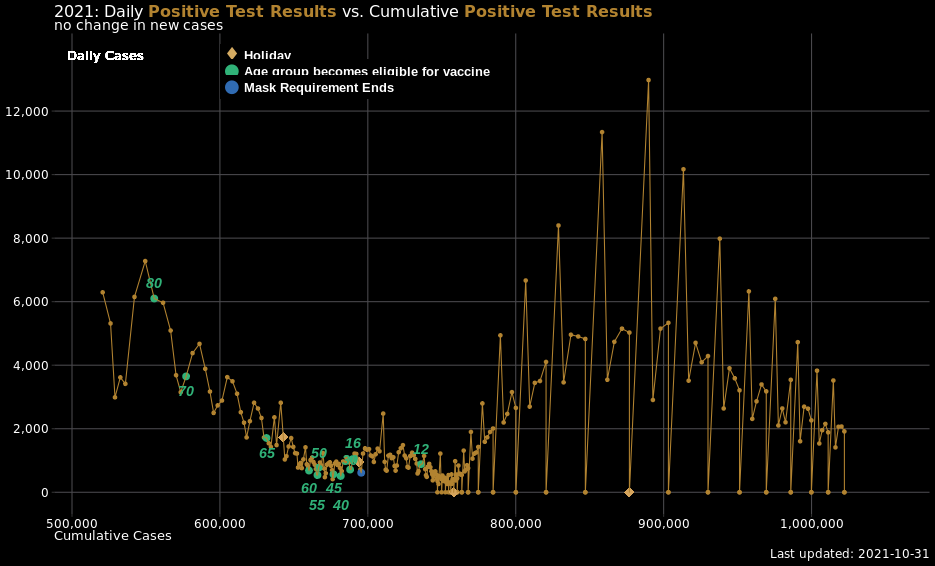 2021: Daily Positive Test Results vs. Cumulative Positive Test Results
no change in new cases
Daily Cases
Holiday
Age group becomes eligible for vaccine
Mask Requirement Ends
12,000
10,000
8,000
80
6,000
4,000
70
2,000
65
50
16
12
0
60
45
55
40
500,000 600,000 700,000 800,000 900,000 1,000,000
Cumulative Cases
Last updated: 2021-10-31